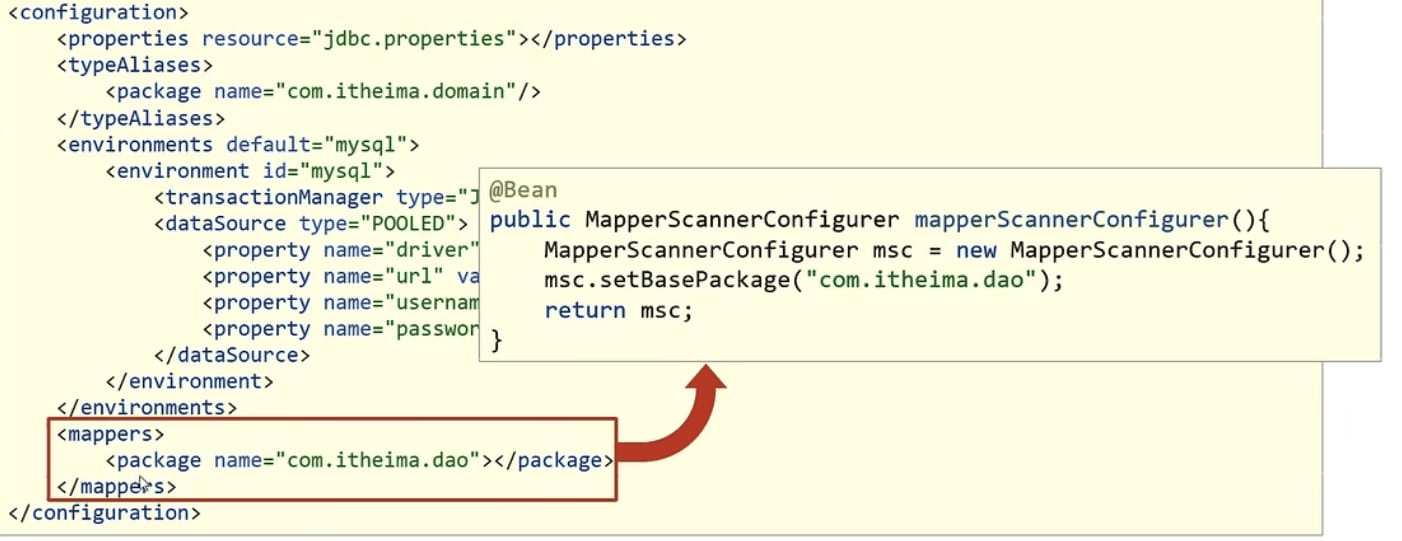 <configuration>
<properties resource="jdbc.properties"></properties>
<typeAliases>
<package name="com.itheima.domain"/>
</typeAliases>
<environments default="mysql">
<environment id="mysql">
<transactionManager type="J
<dataSource type="POOLED">
<property name="driver"
<property name="url" va
<property name="usernam
<property name="passwor
</dataSource>
</environment>
</environments>
<mappers>
<package name="com.itheima.dao"></package>
</mappers>
</configuration>
@Bean
public MapperScannerConfigurer mapperScannerConfigurer(){
MapperScannerConfigurer msc = new MapperScannerConfigurer();
msc.setBasePackage("com.itheima.dao");
return msc;
}